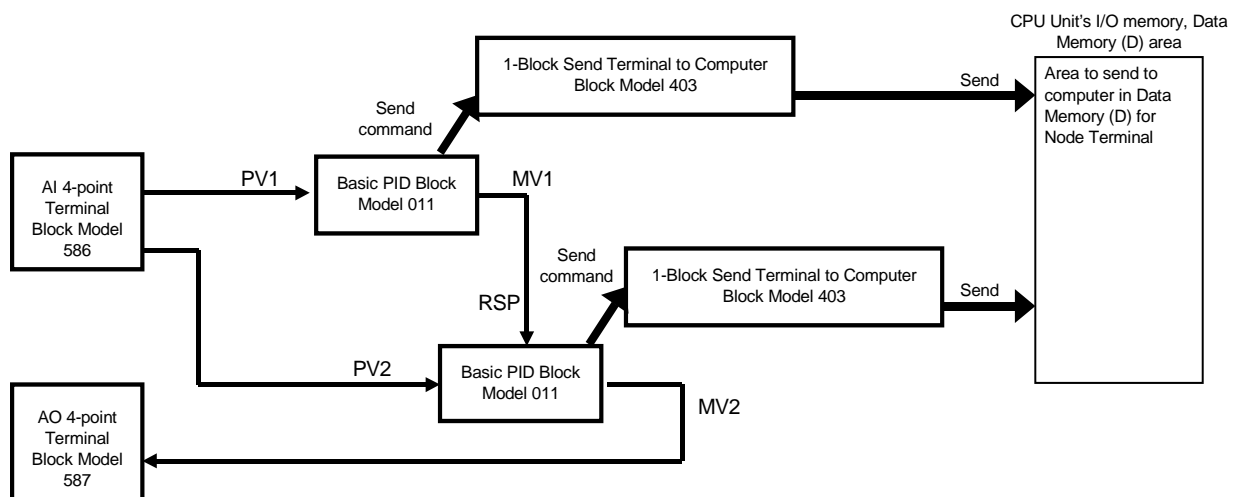 CPU Unit's I/O memory, Data
Memory (D) area
1-Block Send Terminal to Computer
Block Model 403
Send
Area to send to
computer in Data
Memory (D) for
Node Terminal
Send
command
AI 4-point
Terminal
Block Model
586
PV1
Basic PID Block
Model 011
MV1
Send
command
1-Block Send Terminal to Computer
Block Model 403
Send
RSP
PV2
Basic PID Block
Model 011
MV2
AO 4-point
Terminal
Block Model
587